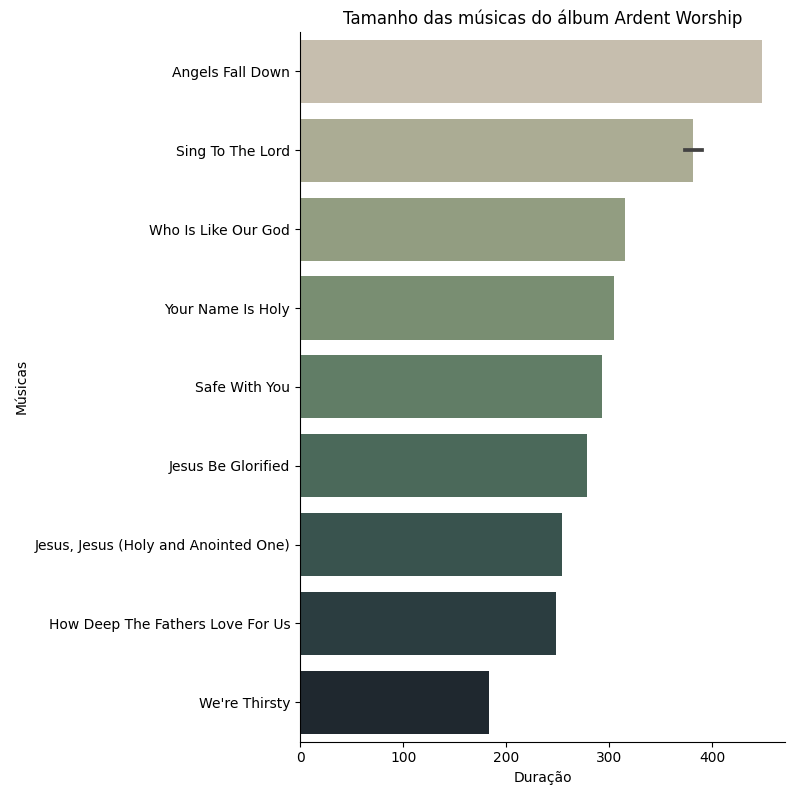 Tamanho das músicas do álbum Ardent Worship
Angels Fall Down
Sing To The Lord
Who Is Like Our God
Your Name Is Holy
Safe With You
Jesus Be Glorified
Jesus, Jesus (Holy and Anointed One)
How Deep The Fathers Love For Us
We're Thirsty
Músicas
0 100 200 300 400
Duração